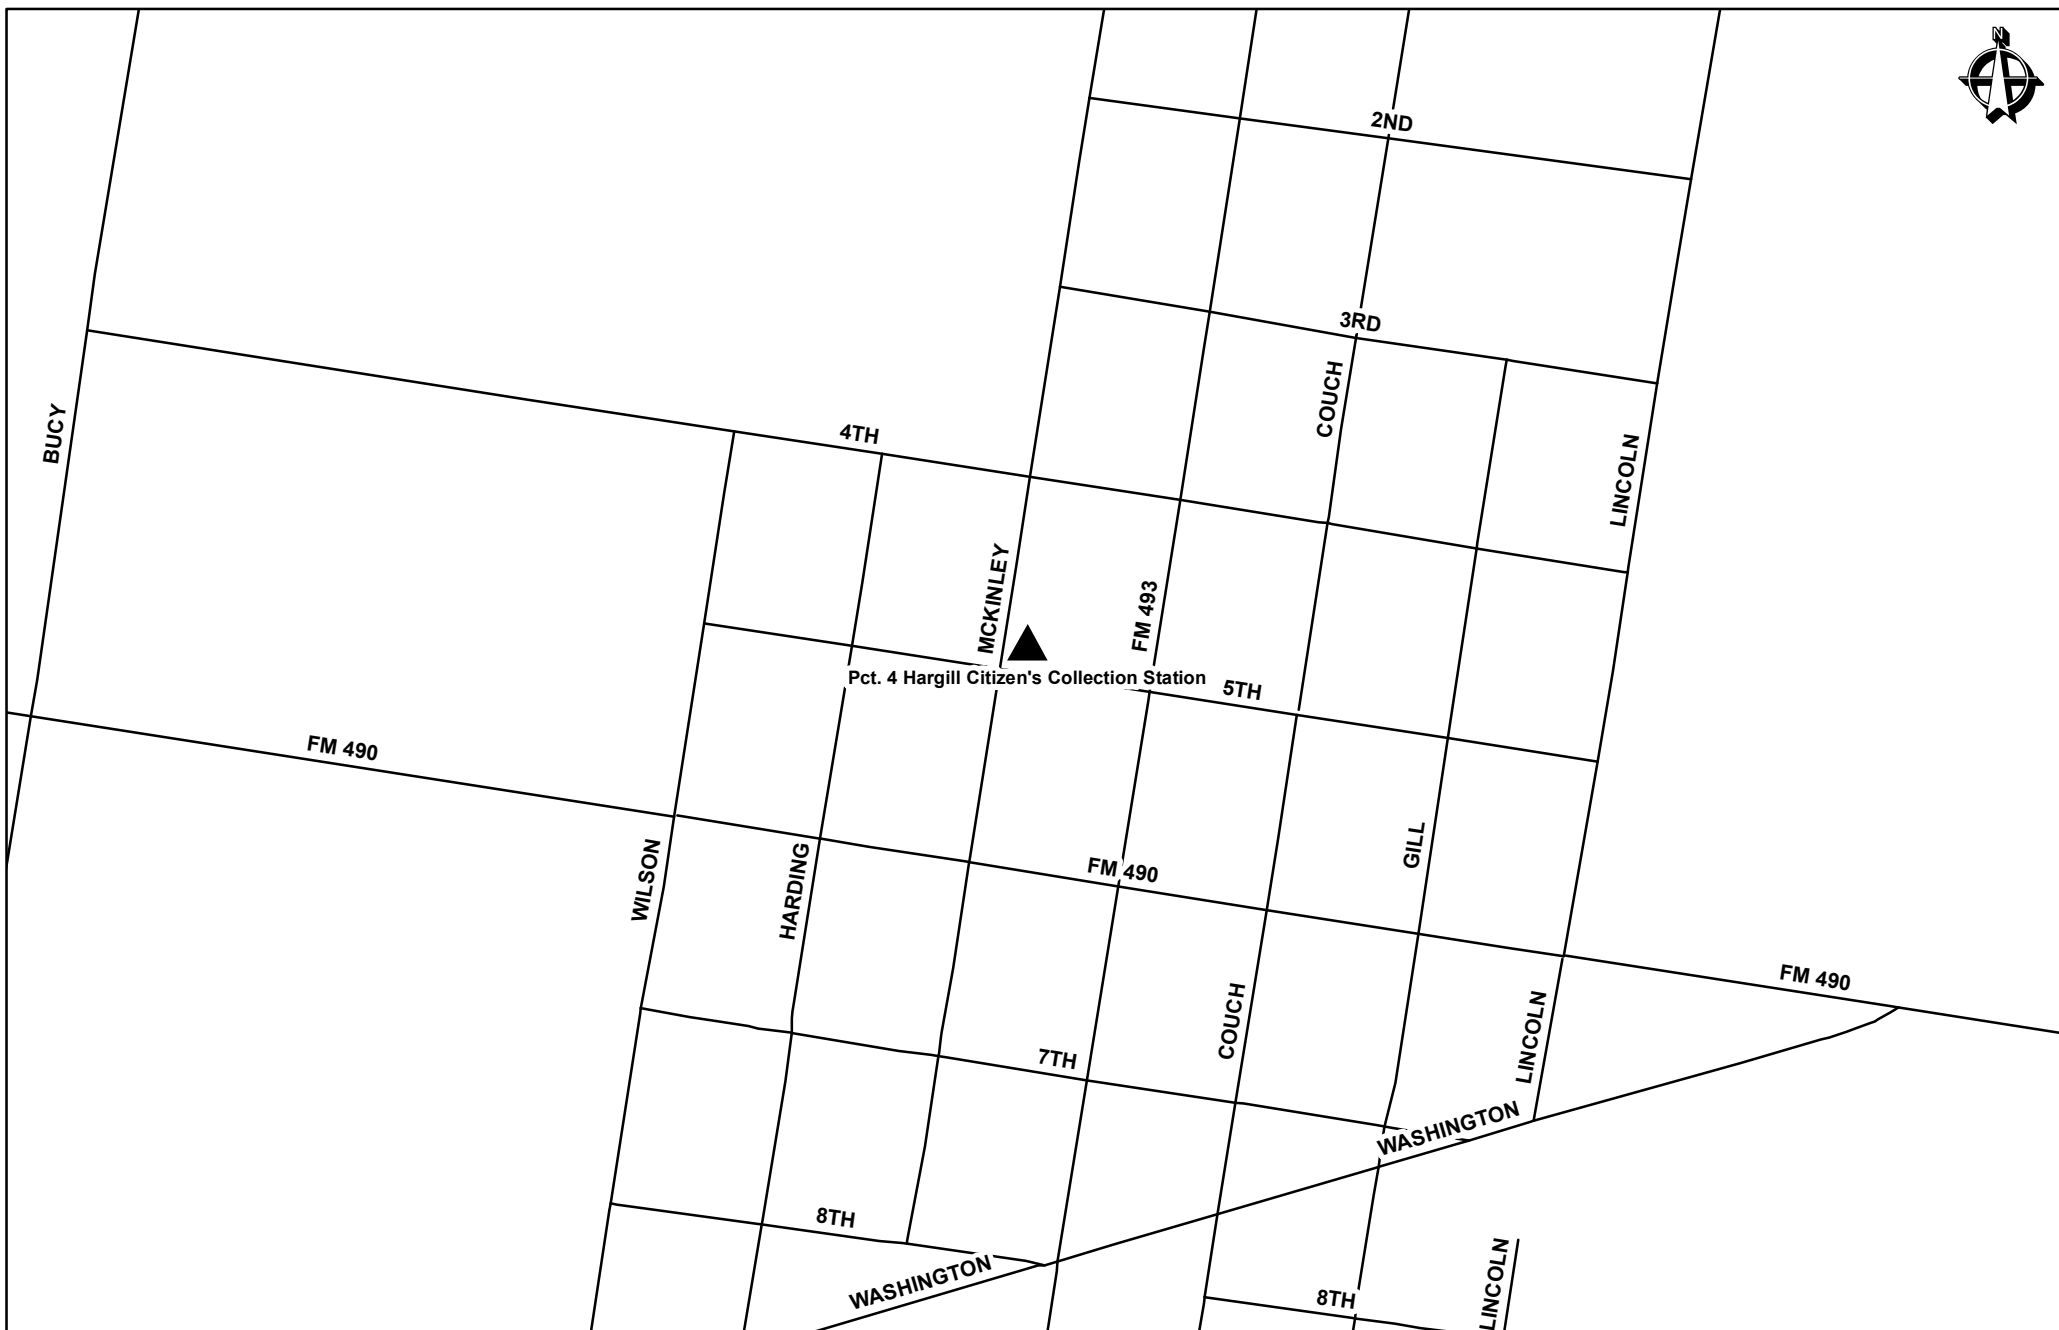 N
2ND
3RD
COUCH
BUCY
4TH
LINCOLN
MCKINLEY
FM 493
Pct. 4 Hargill Citizen's Collection Station
5TH
FM 490
WILSON
HARDING
FM 490
GILL
FM 490
COUCH
LINCOLN
7TH
WASHINGTON
8TH
WASHINGTON
LINCOLN
8TH